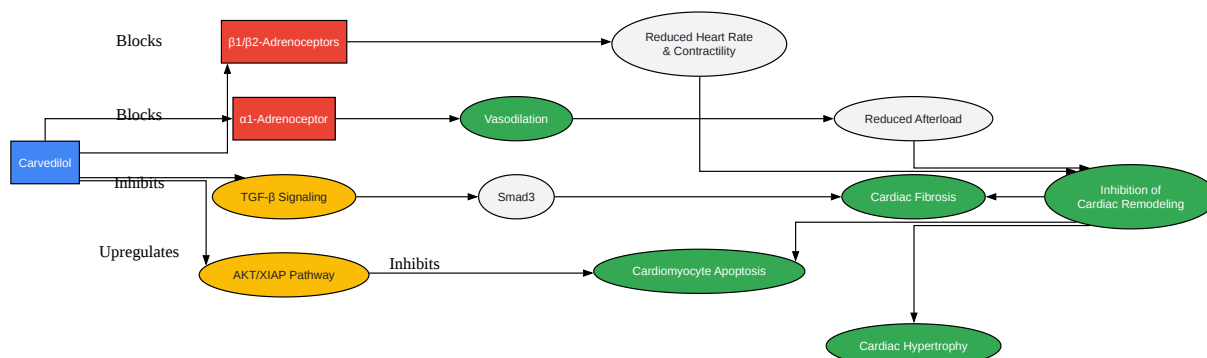 Blocks
β1/β2-Adrenoceptors
Reduced Heart Rate
& Contractility
Blocks
α1-Adrenoceptor
Vasodilation
Reduced Afterload
Carvedilol
Inhibits
TGF-β Signaling
Smad3
Cardiac Fibrosis
Inhibition of
Cardiac Remodeling
Upregulates
AKT/XIAP Pathway
Inhibits
Cardiomyocyte Apoptosis
Cardiac Hypertrophy